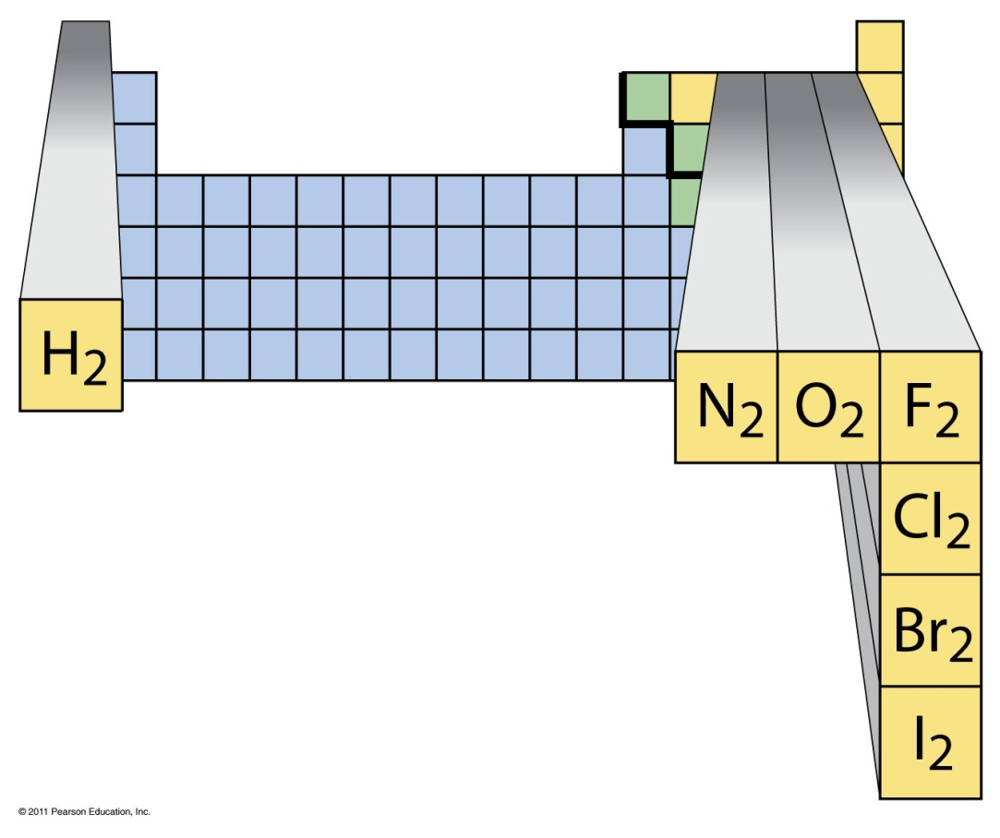 H2
N2 O2 F2
Cl2
Br2
I2
© 2011 Pearson Education, Inc.